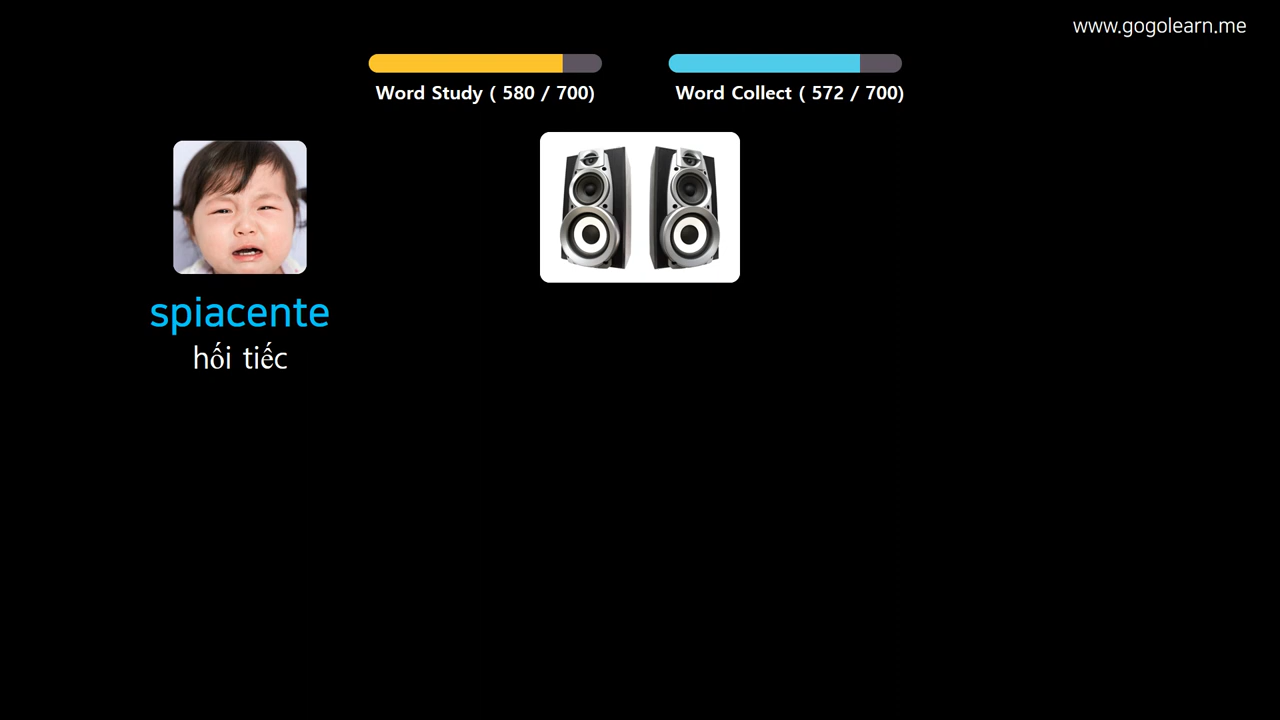 www.gogolearn.me
Word Study ( 580 / 700)
Word Collect ( 572 / 700)
spiacente
hối tiếc